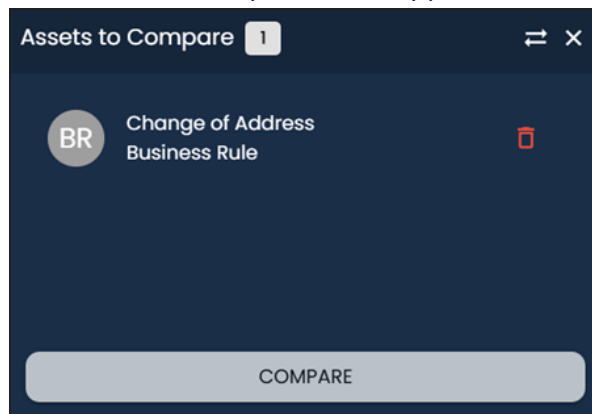 Assets to Compare 1
BR
Change of Address
Business Rule
COMPARE